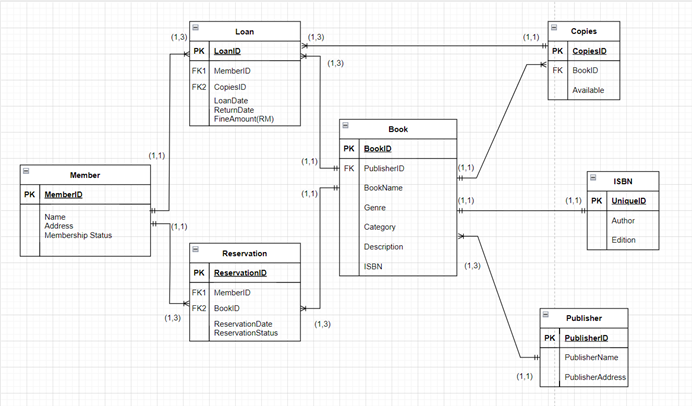 Loan
PK LoanID
FK1 MemberID
FK2 CopiesID
LoanDate
ReturnDate
FineAmount(RM)
(1,3)
(1,3)
(1,1)
(1,3)
Copies
PK CopiesID
FK BookID
Available
Book
PK BookID
FK PublisherID
BookName
Genre
Category
Description
ISBN
(1,1)
(1,1)
(1,1)
(1,1)
(1,1)
(1,3)
Member
PK MemberID
Name
Address
Membership Status
(1,1)
(1,1)
ISBN
PK UniqueID
Author
Edition
Reservation
PK ReservationID
FK1 MemberID
FK2 BookID
ReservationDate
ReservationStatus
(1,3)
(1,3)
Publisher
PK PublisherID
PublisherName
PublisherAddress
(1,1)